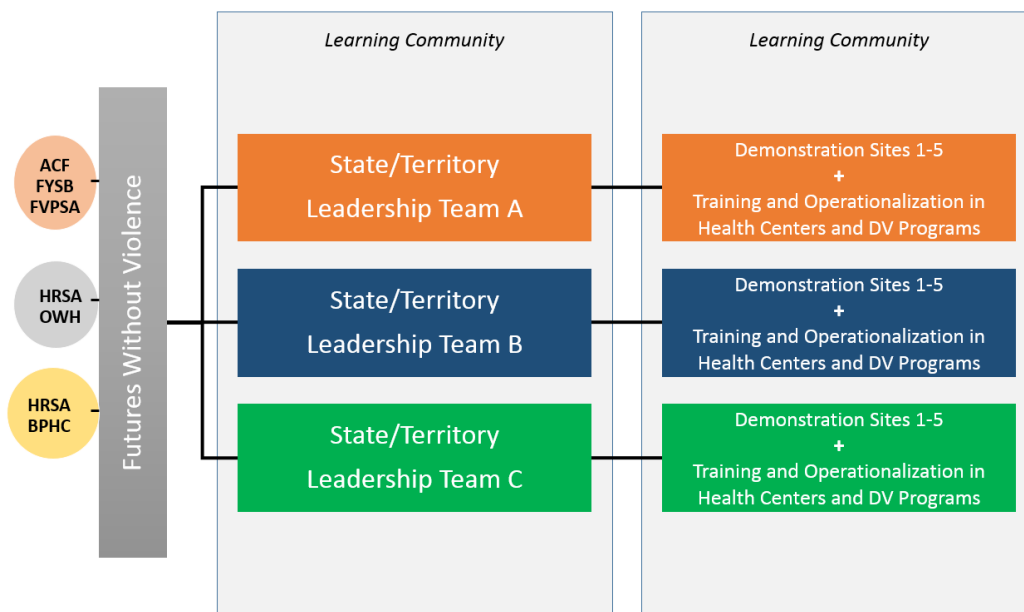 ACF
FYSB
FVPSA
HRSA
OWH
HRSA
BPHC
Futures Without Violence
Learning Community
State/Territory
Leadership Team A
State/Territory
Leadership Team B
State/Territory
Leadership Team C
Learning Community
Demonstration Sites 1-5
+
Training and Operationalization in
Health Centers and DV Programs
Demonstration Sites 1-5
+
Training and Operationalization in
Health Centers and DV Programs
Demonstration Sites 1-5
+
Training and Operationalization in
Health Centers and DV Programs